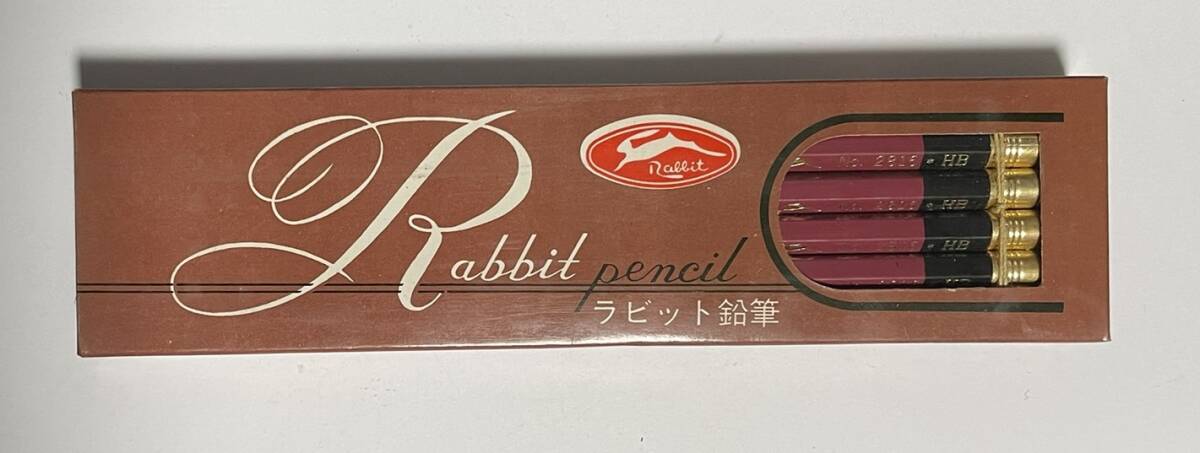 Rabbit
Rabbit pencil
ラビット鉛筆
No. 2815 HB
HB
HB